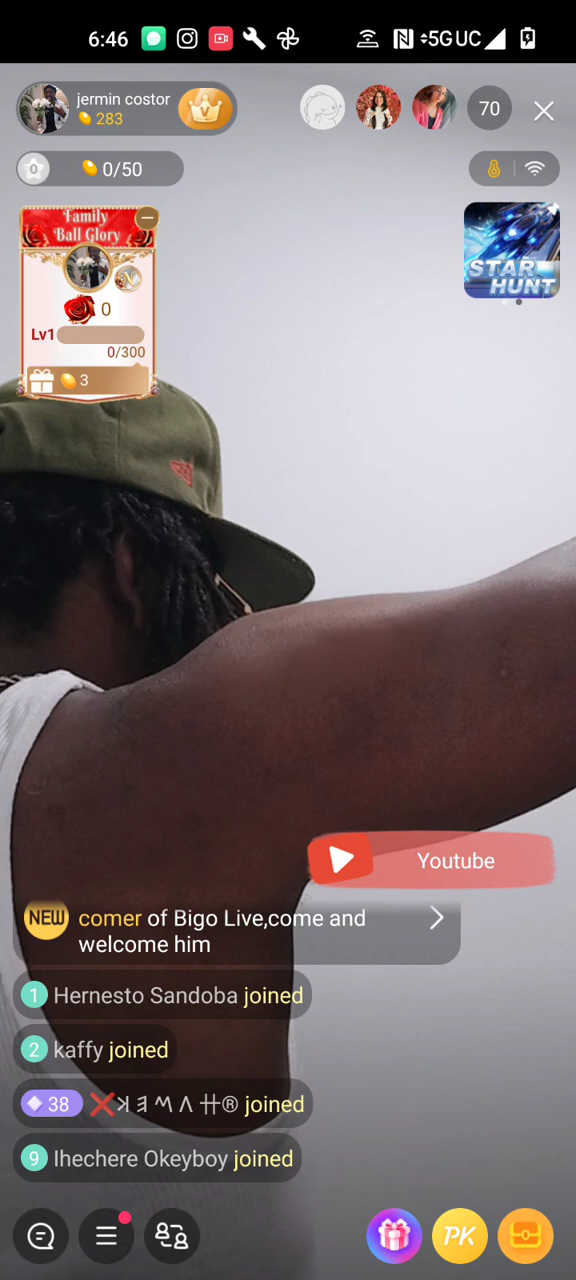 6:46
5G UC
jermin costor
283
70
0
0/50
Family
Ball Glory
0
Lv1
0/300
3
STAR
HUNT
Youtube
NEW comer of Bigo Live,come and
welcome him
1 Hernesto Sandoba joined
2 kaffy joined
38 joined
9 Ihechere Okeyboy joined
PK